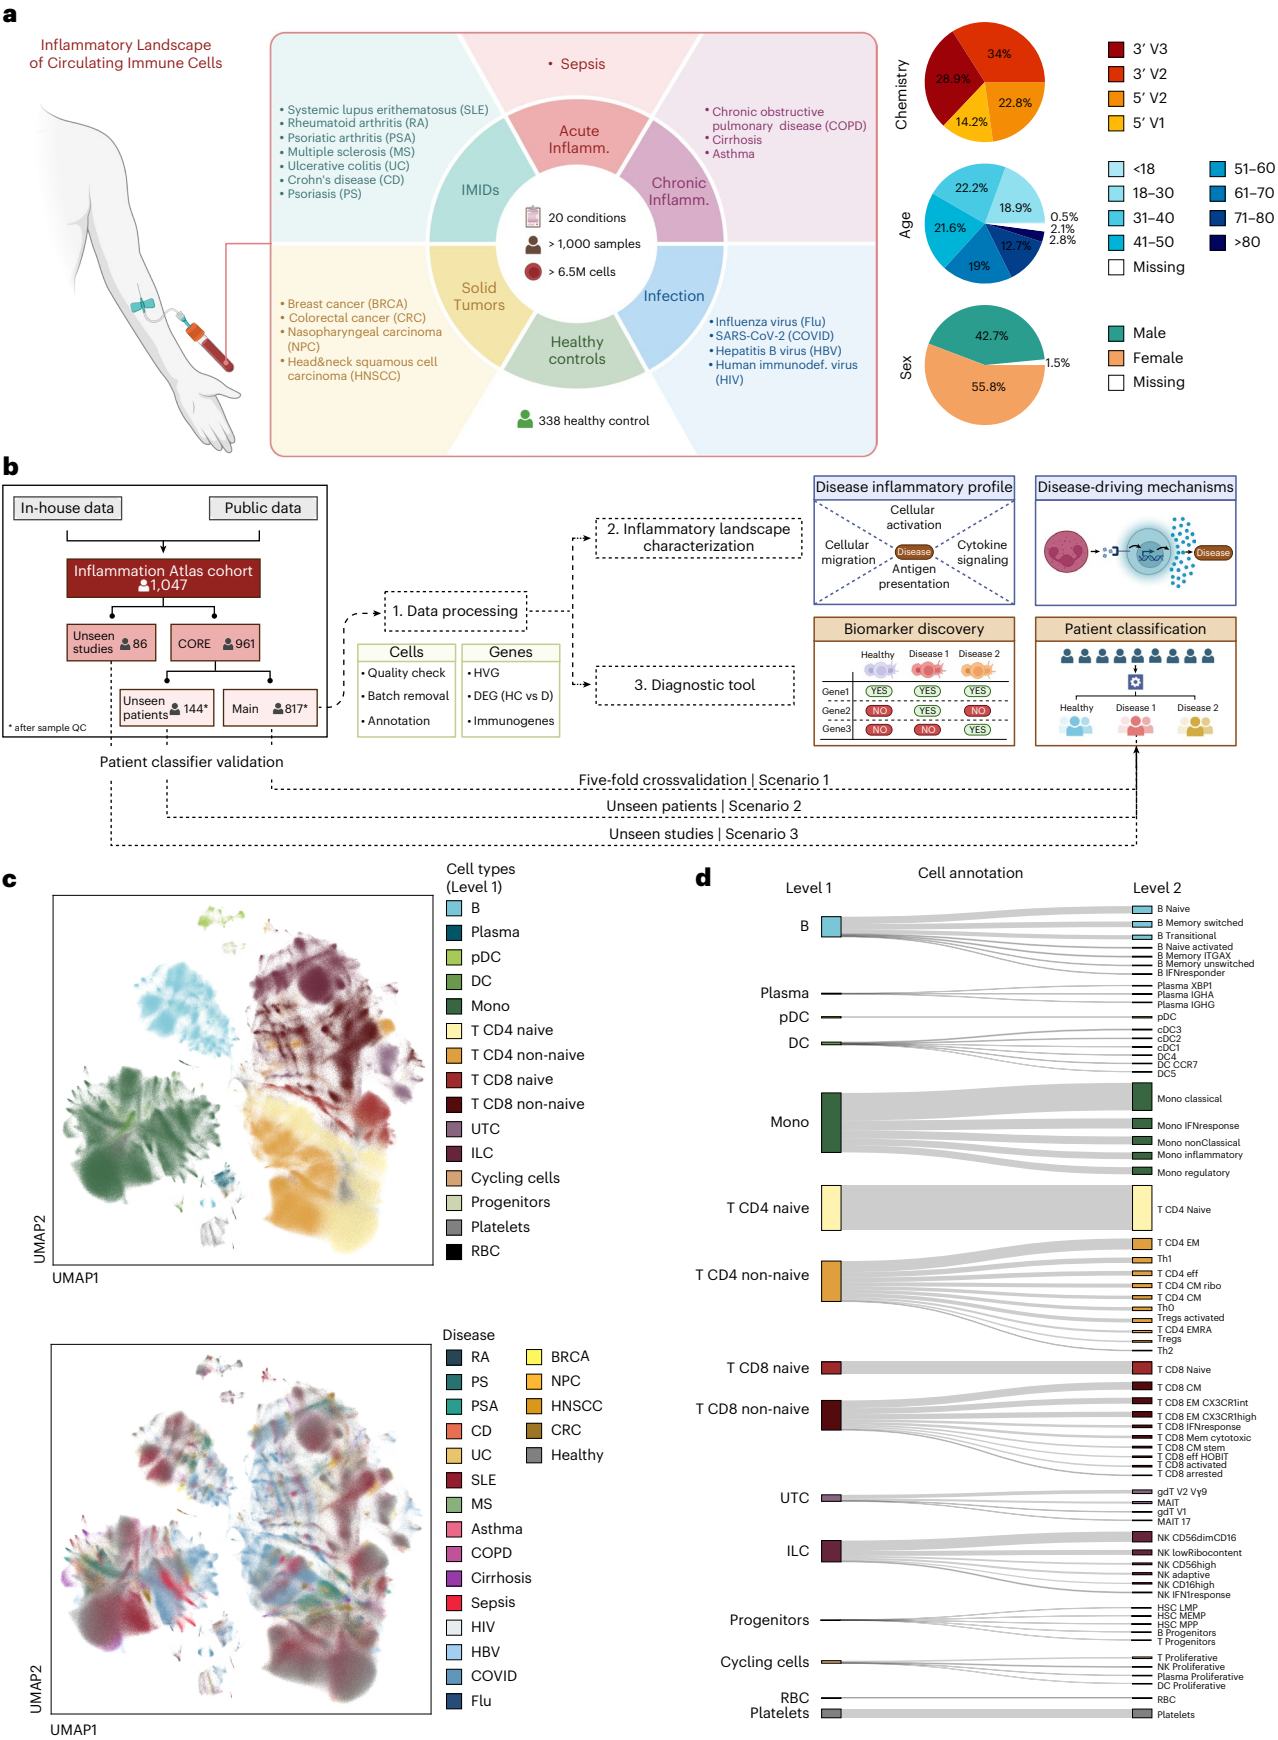 a
Inflammatory Landscape
of Circulating Immune Cells
• Systemic lupus erithematosus (SLE)
• Rheumatoid arthritis (RA)
• Psoriatic arthritis (PSA)
• Multiple sclerosis (MS)
• Ulcerative colitis (UC)
• Crohn's disease (CD)
• Psoriasis (PS)
• Sepsis
• Chronic obstructive
pulmonary disease (COPD)
• Cirrhosis
• Asthma
Acute
Inflamm.
IMIDs
Chronic
Inflamm.
20 conditions
> 1,000 samples
> 6.5M cells
Solid
Tumors
Infection
Healthy
controls
• Breast cancer (BRCA)
• Colorectal cancer (CRC)
• Nasopharyngeal carcinoma
(NPC)
• Head&neck squamous cell
carcinoma (HNSCC)
• Influenza virus (Flu)
• SARS-CoV-2 (COVID)
• Hepatitis B virus (HBV)
• Human immunodef. virus
(HIV)
338 healthy control
Chemistry
34%
28.9%
22.8%
14.2%
3′ V3
3′ V2
5′ V2
5′ V1
Age
22.2%
18.9%
0.5%
2.1%
2.8%
21.6%
12.7%
19%
<18
18–30
31–40
41–50
Missing
51–60
61–70
71–80
>80
Sex
42.7%
1.5%
55.8%
Male
Female
Missing
b
In-house data
Public data
Inflammation Atlas cohort
1,047
Unseen
studies
86
CORE
961
Unseen
patients
144*
Main
817*
* after sample QC
1. Data processing
Cells
• Quality check
• Batch removal
• Annotation
Genes
• HVG
• DEG (HC vs D)
• Immunogenes
2. Inflammatory landscape
characterization
3. Diagnostic tool
Disease inflammatory profile
Cellular
activation
Cellular
migration
Disease
Cytokine
signaling
Antigen
presentation
Disease-driving mechanisms
Disease
Biomarker discovery
Healthy
Disease 1
Disease 2
Gene1
YES
YES
YES
Gene2
NO
YES
NO
Gene3
NO
NO
YES
Patient classification
Healthy
Disease 1
Disease 2
Patient classifier validation
Five-fold crossvalidation | Scenario 1
Unseen patients | Scenario 2
Unseen studies | Scenario 3
c
Cell types
(Level 1)
B
Plasma
pDC
DC
Mono
T CD4 naive
T CD4 non-naive
T CD8 naive
T CD8 non-naive
UTC
ILC
Cycling cells
Progenitors
Platelets
RBC
UMAP2
UMAP1
Disease
RA
PS
PSA
CD
UC
SLE
MS
Asthma
COPD
Cirrhosis
Sepsis
HIV
HBV
COVID
Flu
BRCA
NPC
HNSCC
CRC
Healthy
UMAP2
UMAP1
d
Cell annotation
Level 1
Level 2
B
B Naive
B Memory switched
B Transitional
B Naive activated
B Memory ITGAX
B Memory unswitched
B IFNresponder
Plasma
Plasma XBP1
Plasma IGHA
Plasma IGHG
pDC
pDC
DC
cDC3
cDC2
cDC1
DC4
DC CCR7
DC5
Mono
Mono classical
Mono IFNresponse
Mono nonClassical
Mono inflammatory
Mono regulatory
T CD4 naive
T CD4 Naive
T CD4 non-naive
T CD4 EM
Th1
T CD4 eff
T CD4 CM ribo
T CD4 CM
Th0
Tregs activated
T CD4 EMRA
Tregs
Th2
T CD8 naive
T CD8 Naive
T CD8 non-naive
T CD8 CM
T CD8 EM CX3CR1int
T CD8 EM CX3CR1high
T CD8 IFNresponse
T CD8 Mem cytotoxic
T CD8 CM stem
T CD8 eff HOBIT
T CD8 activated
T CD8 arrested
UTC
gdT V2 Vγ9
MAIT
gdT V1
MAIT 17
ILC
NK CD56dimCD16
NK lowRibocontent
NK CD56high
NK adaptive
NK CD16high
NK IFN1response
Progenitors
HSC LMP
HSC MEMP
HSC MPP
B Progenitors
T Progenitors
Cycling cells
T Proliferative
NK Proliferative
Plasma Proliferative
DC Proliferative
RBC
RBC
Platelets
Platelets